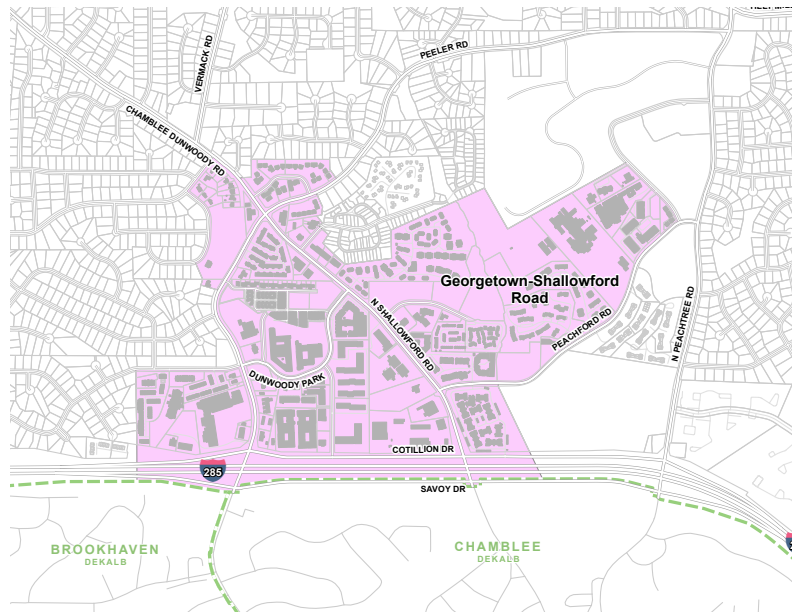 VERMACK RD
PEELER RD
CHAMBLEE DUNWOODY RD
Georgetown-Shallowford
Road
N SHALLOWFORD RD
PEACHFORD RD
N PEACHTREE RD
DUNWOODY PARK
COTILLION DR
285
SAVOY DR
BROOKHAVEN
DEKALB
CHAMBLEE
DEKALB